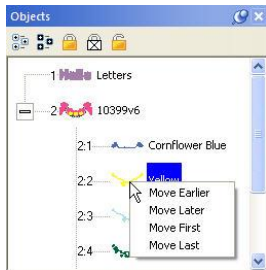 Objects
1 Hello Letters
2 10399v6
2:1 Cornflower Blue
2:2 Yellow
Move Earlier
Move Later
2:3 Move First
Move Last
2:4